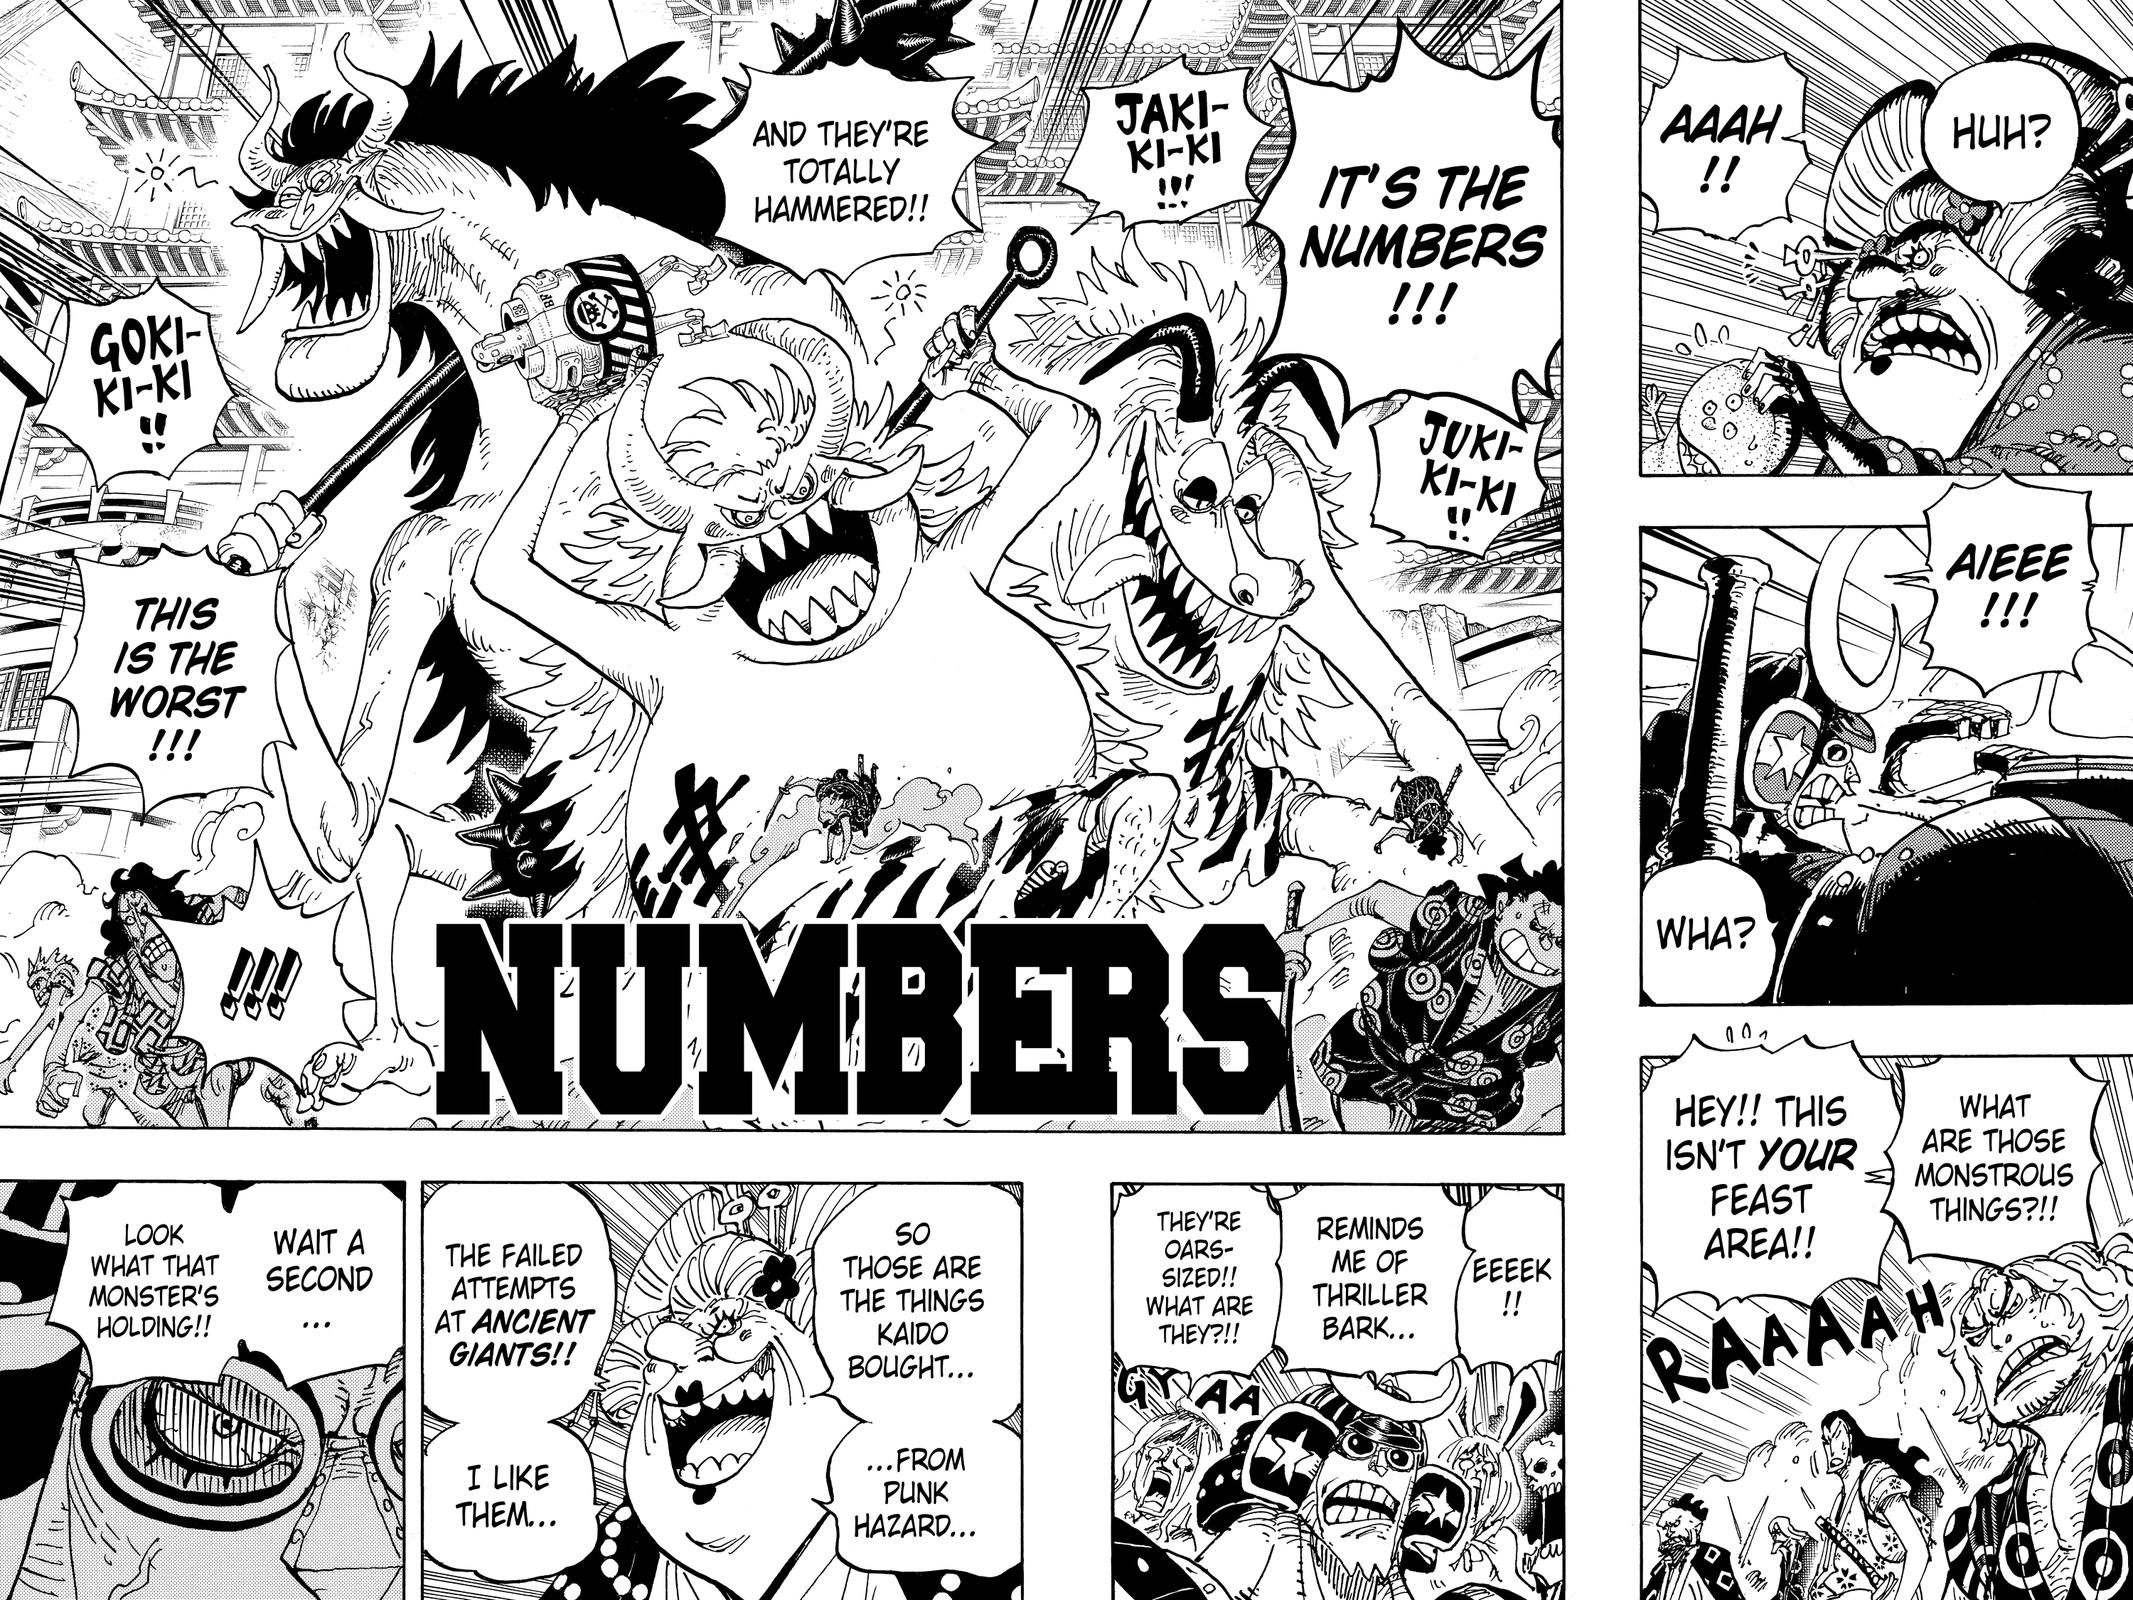 AAAH
!!
HUH?
AIEEE
!!!
WHA?
WHAT
ARE THOSE
MONSTROUS
THINGS?!!
HEY!! THIS
ISN'T YOUR
FEAST
AREA!!
RAAAAH
IT'S THE
NUMBERS
!!!
JAKI-
KI-KI
!!!
JUKI-
KI-KI
!!
AND THEY'RE
TOTALLY
HAMMERED!!
GOKI-
KI-KI
!!
THIS
IS THE
WORST
!!!
!!!!
NUMBERS
EEEEK
!!
REMINDS
ME OF
THRILLER
BARK...
THEY'RE
OARS-
SIZED!!
WHAT ARE
THEY?!!
GYAAA
SO
THOSE ARE
THE THINGS
KAIDO
BOUGHT...
...FROM
PUNK
HAZARD...
THE FAILED
ATTEMPTS
AT ANCIENT
GIANTS!!
I LIKE
THEM...
WAIT A
SECOND
...
LOOK
WHAT THAT
MONSTER'S
HOLDING!!